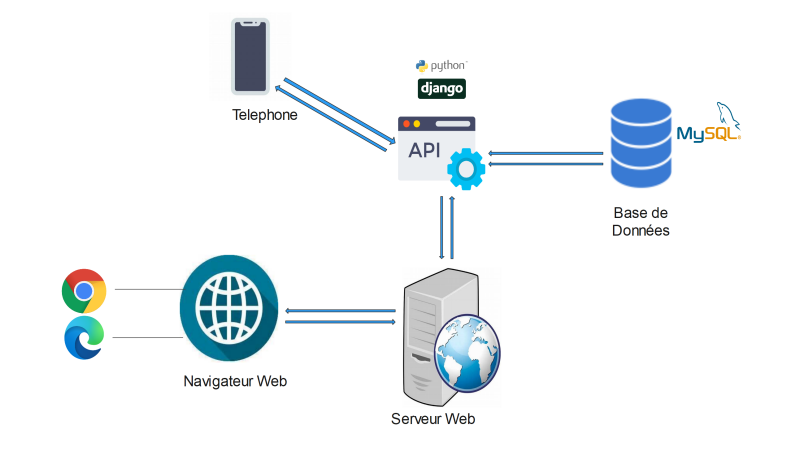 python
django
Telephone
API
MySQL
Base de
Données
Navigateur Web
Serveur Web